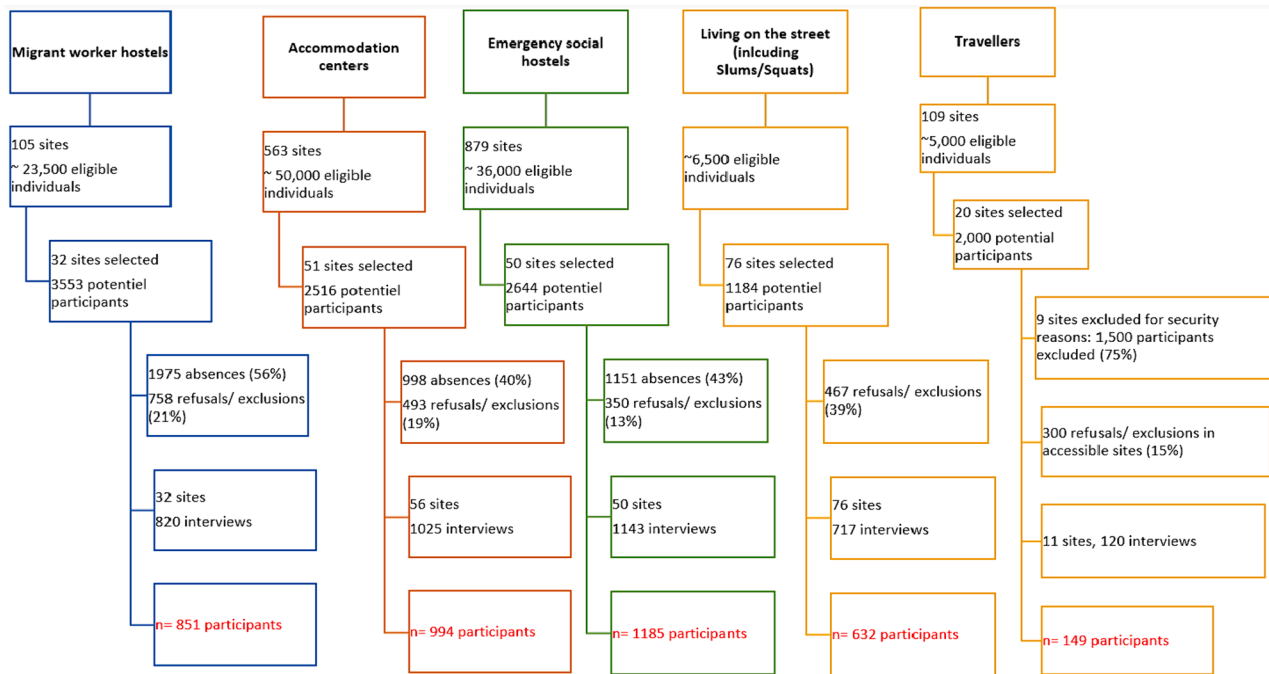 Migrant worker hostels
105 sites
~ 23,500 eligible
individuals
32 sites selected
3553 potentiel
participants
1975 absences (56%)
758 refusals/ exclusions
(21%)
32 sites
820 interviews
n= 851 participants
Accommodation
centers
563 sites
~ 50,000 eligible
individuals
51 sites selected
2516 potentiel
participants
998 absences (40%)
493 refusals/ exclusions
(19%)
56 sites
1025 interviews
n= 994 participants
Emergency social
hostels
879 sites
~ 36,000 eligible
individuals
50 sites selected
2644 potentiel
participants
1151 absences (43%)
350 refusals/ exclusions
(13%)
50 sites
1143 interviews
n= 1185 participants
Living on the street
(inlcuding
Slums/Squats)
~6,500 eligible
individuals
76 sites selected
1184 potentiel
participants
467 refusals/ exclusions
(39%)
76 sites
717 interviews
n= 632 participants
Travellers
109 sites
~5,000 eligible
individuals
20 sites selected
2,000 potential
participants
9 sites excluded for security
reasons: 1,500 participants
excluded (75%)
300 refusals/ exclusions in
accessible sites (15%)
11 sites, 120 interviews
n= 149 participants